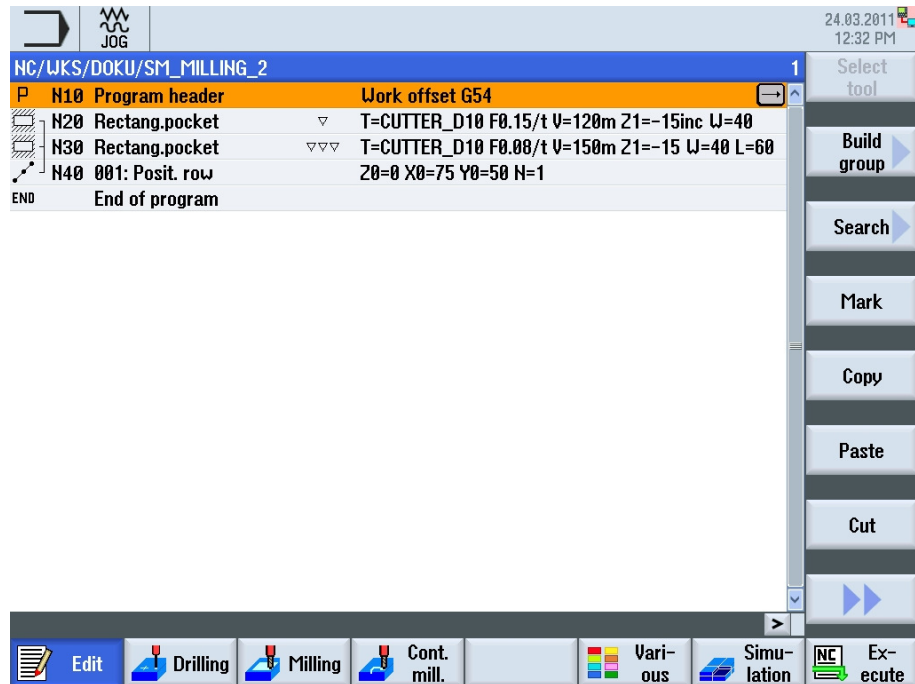 JOG
24.03.2011
12:32 PM
NC/WKS/DOKU/SM_MILLING_2 1
Select
tool
P N10 Program header Work offset G54
N20 Rectang.pocket ▽ T=CUTTER_D10 F0.15/t V=120m Z1=-15inc W=40
N30 Rectang.pocket ▽▽▽ T=CUTTER_D10 F0.08/t V=150m Z1=-15 W=40 L=60
N40 001: Posit. row Z0=0 X0=75 Y0=50 N=1
END End of program
Build
group
Search
Mark
Copy
Paste
Cut
>
Edit
Drilling
Milling
Cont.
mill.
Vari-
ous
Simu-
lation
NC
Ex-
ecute